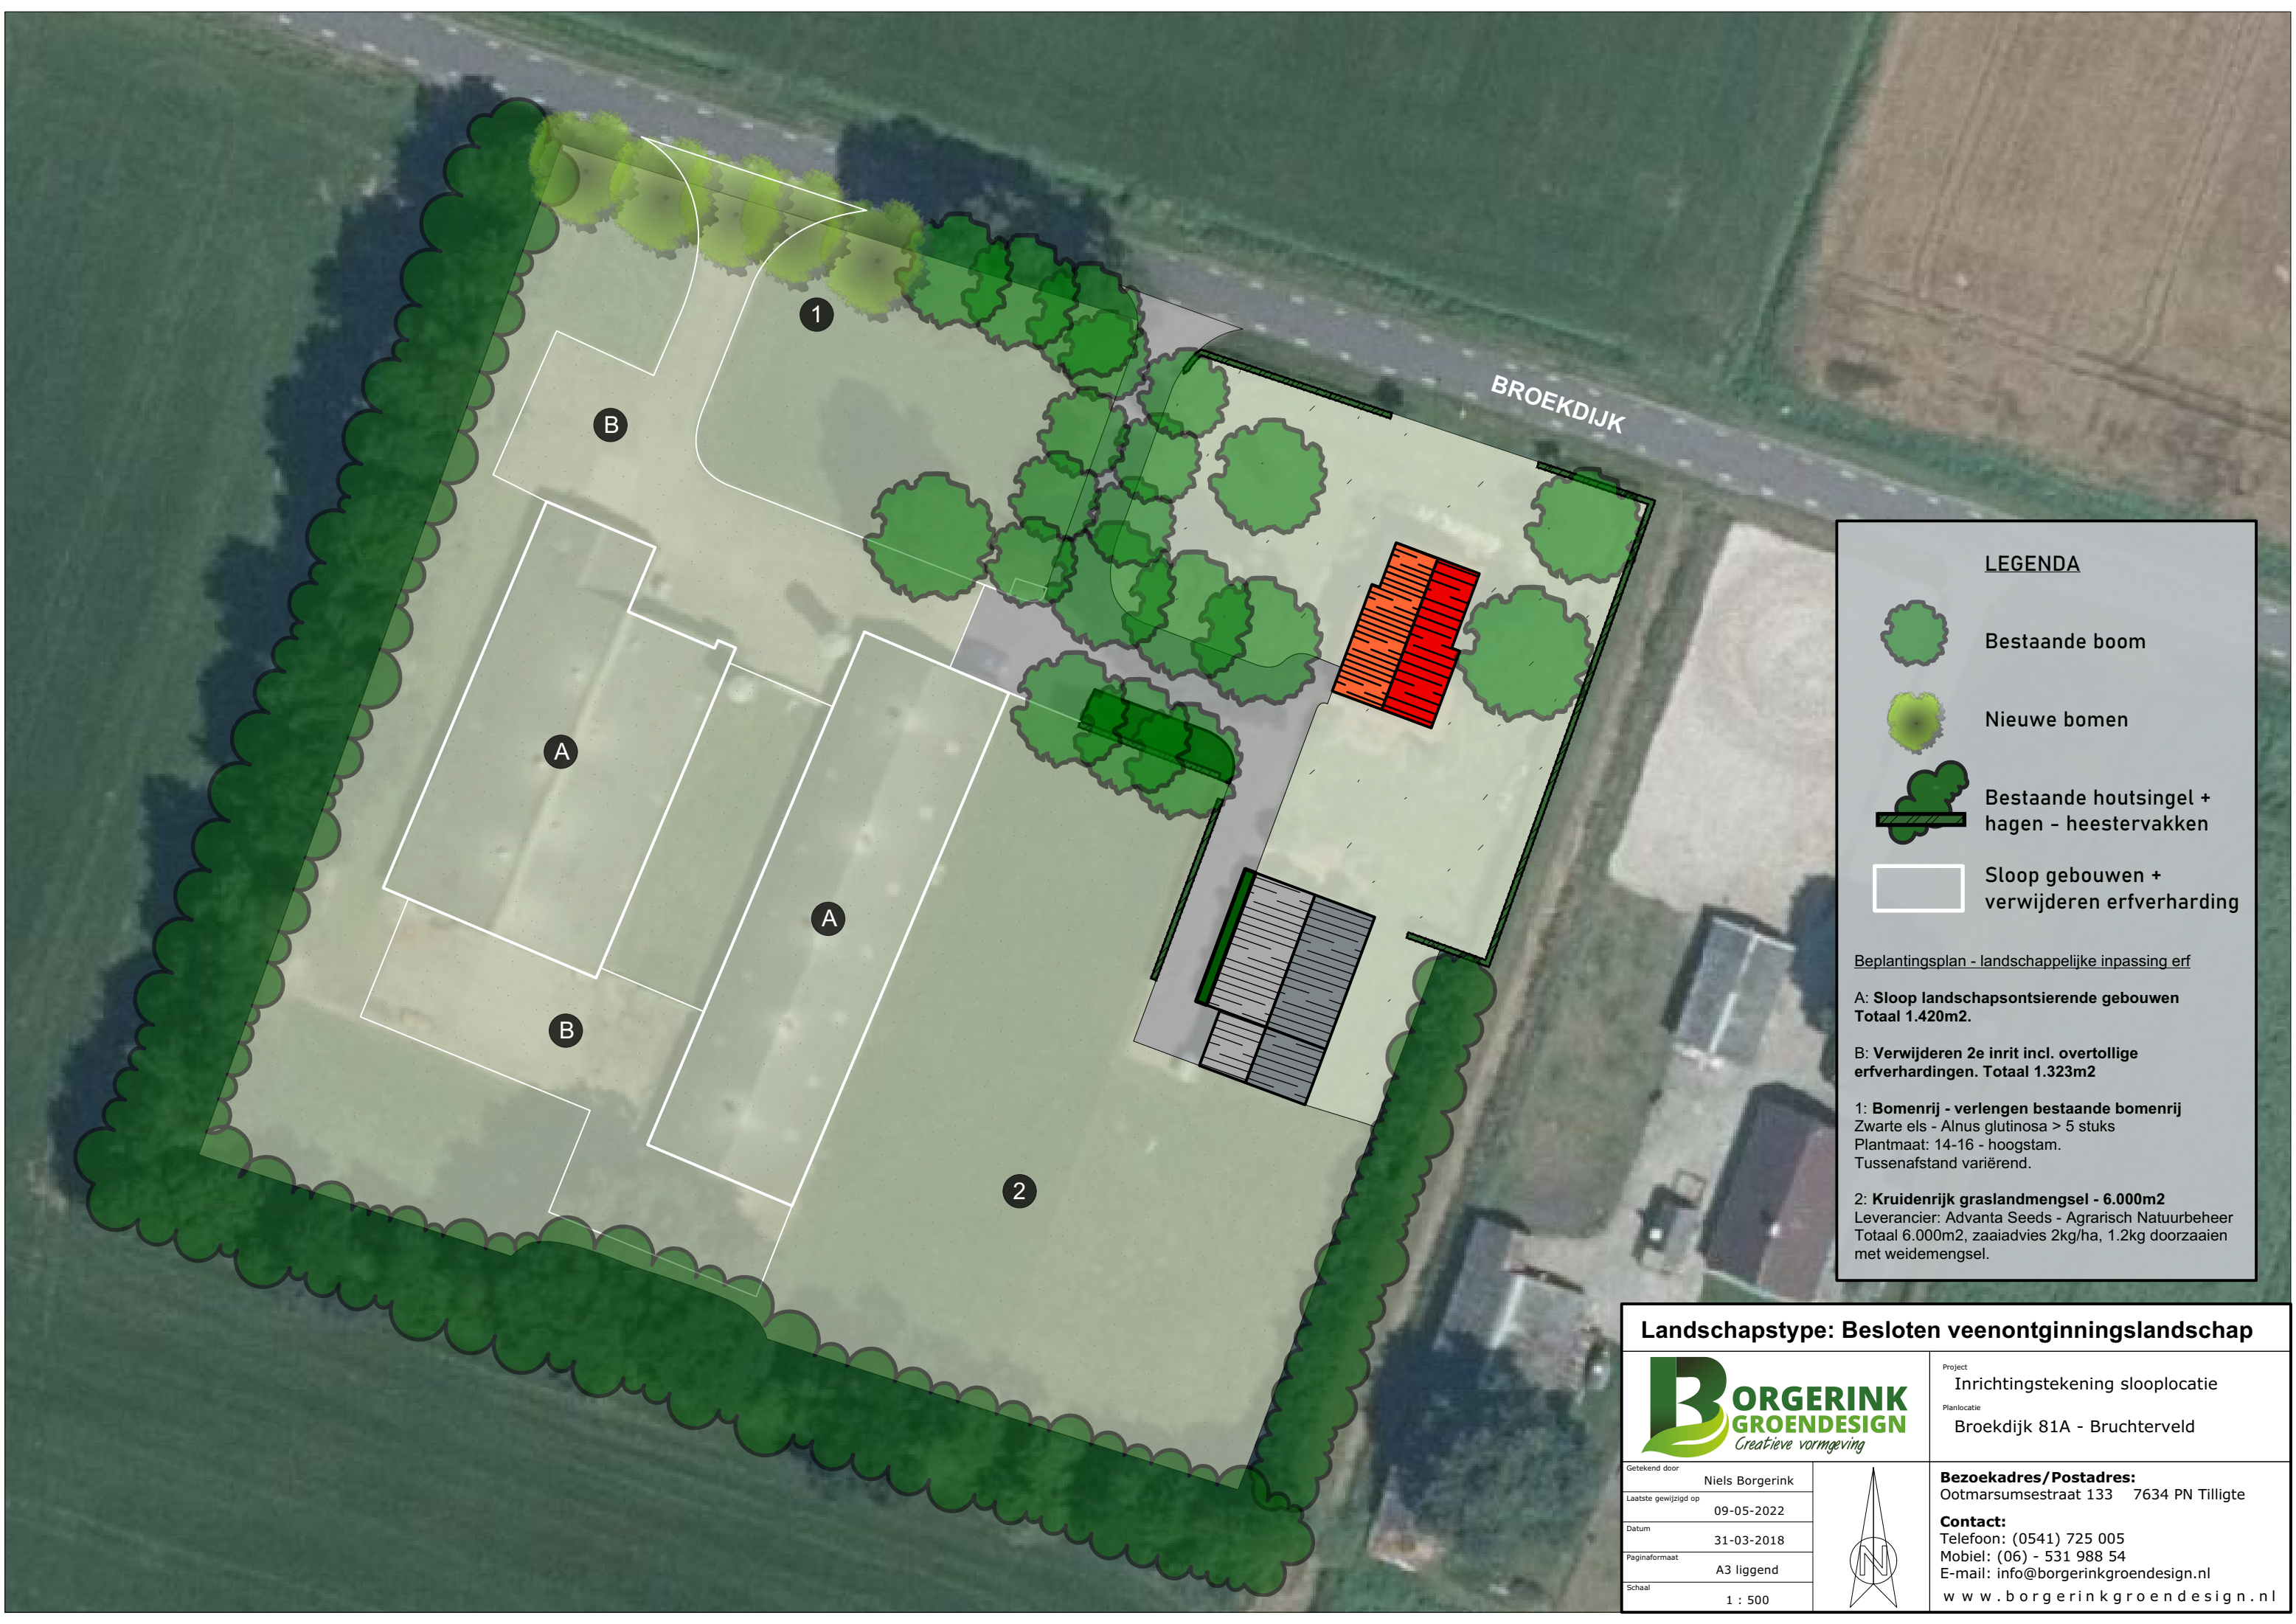 BROEKDIJK
1
B
A
A
B
2
LEGENDA
Bestaande boom
Nieuwe bomen
Bestaande houtsingel +
hagen - heestervakken
Sloop gebouwen +
verwijderen erfverharding
Beplantingsplan - landschappelijke inpassing erf
A: Sloop landschapsontsierende gebouwen
Totaal 1.420m2.
B: Verwijderen 2e inrit incl. overtollige
erfverhardingen. Totaal 1.323m2
1: Bomenrij - verlengen bestaande bomenrij
Zwarte els - Alnus glutinosa > 5 stuks
Plantmaat: 14-16 - hoogstam.
Tussenafstand variërend.
2: Kruidenrijk graslandmengsel - 6.000m2
Leverancier: Advanta Seeds - Agrarisch Natuurbeheer
Totaal 6.000m2, zaaiadvies 2kg/ha, 1.2kg doorzaaien
met weidemengsel.
Landschapstype: Besloten veenontginningslandschap
BORGERINK
GROENDESIGN
Creatieve vormgeving
Project
Inrichtingstekening slooplocatie
Planlocatie
Broekdijk 81A - Bruchterveld
Getekend door
Niels Borgerink
Laatste gewijzigd op
09-05-2022
Datum
31-03-2018
Paginaformaat
A3 liggend
Schaal
1 : 500
N
Bezoekadres/Postadres:
Ootmarsumsestraat 133 7634 PN Tilligte
Contact:
Telefoon: (0541) 725 005
Mobiel: (06) - 531 988 54
E-mail: info@borgerinkgroendesign.nl
www.borgerinkgroendesign.nl